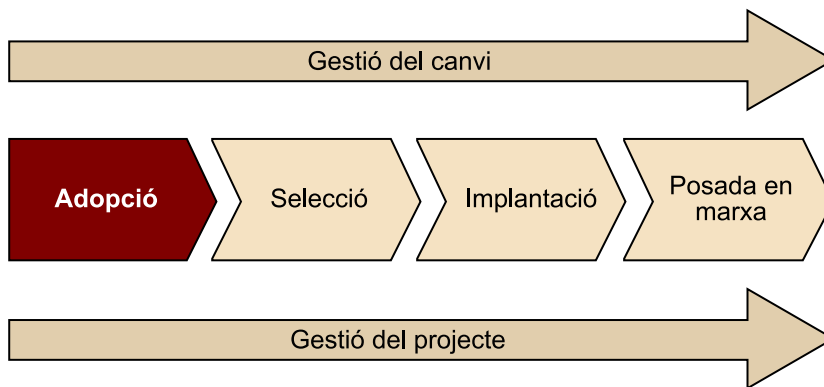 Gestió del canvi
Adopció
Selecció
Implantació
Posada en
marxa
Gestió del projecte